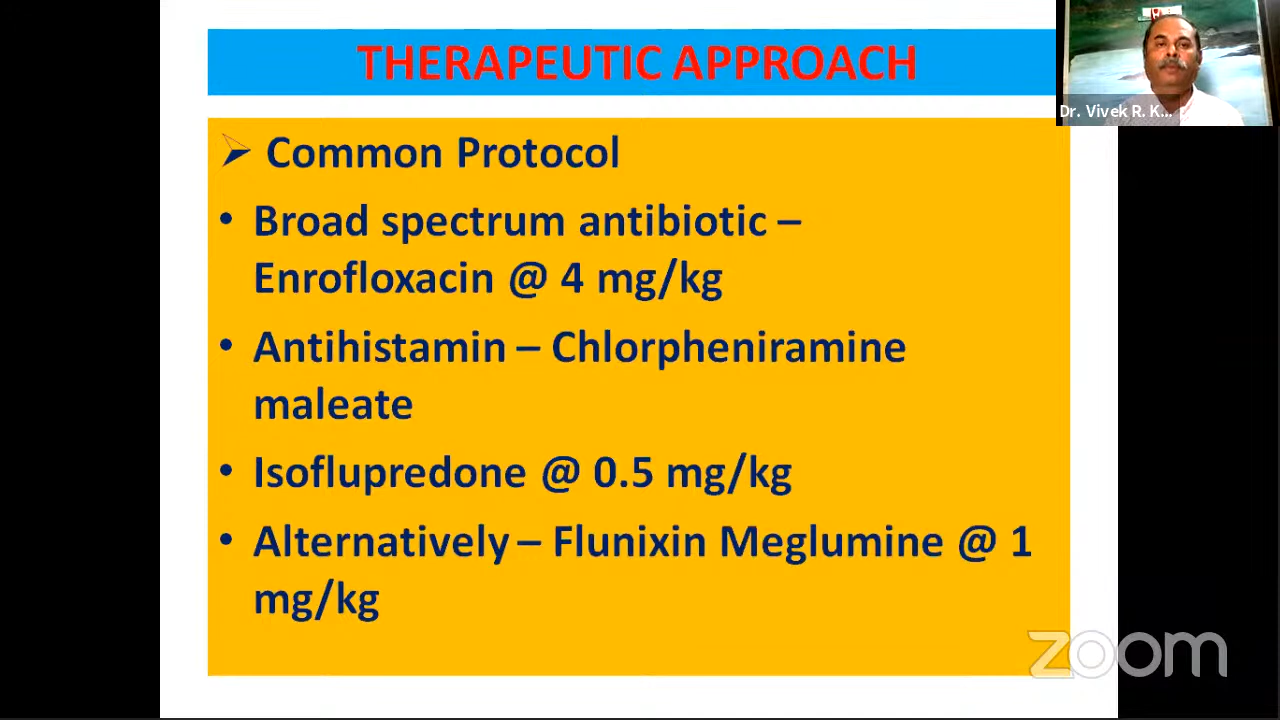 THERAPEUTIC APPROACH
Common Protocol
• Broad spectrum antibiotic –
Enrofloxacin @ 4 mg/kg
• Antihistamin – Chlorpheniramine
maleate
• Isoflupredone @ 0.5 mg/kg
• Alternatively – Flunixin Meglumine @ 1
mg/kg
Dr. Vivek R. K...
zoom